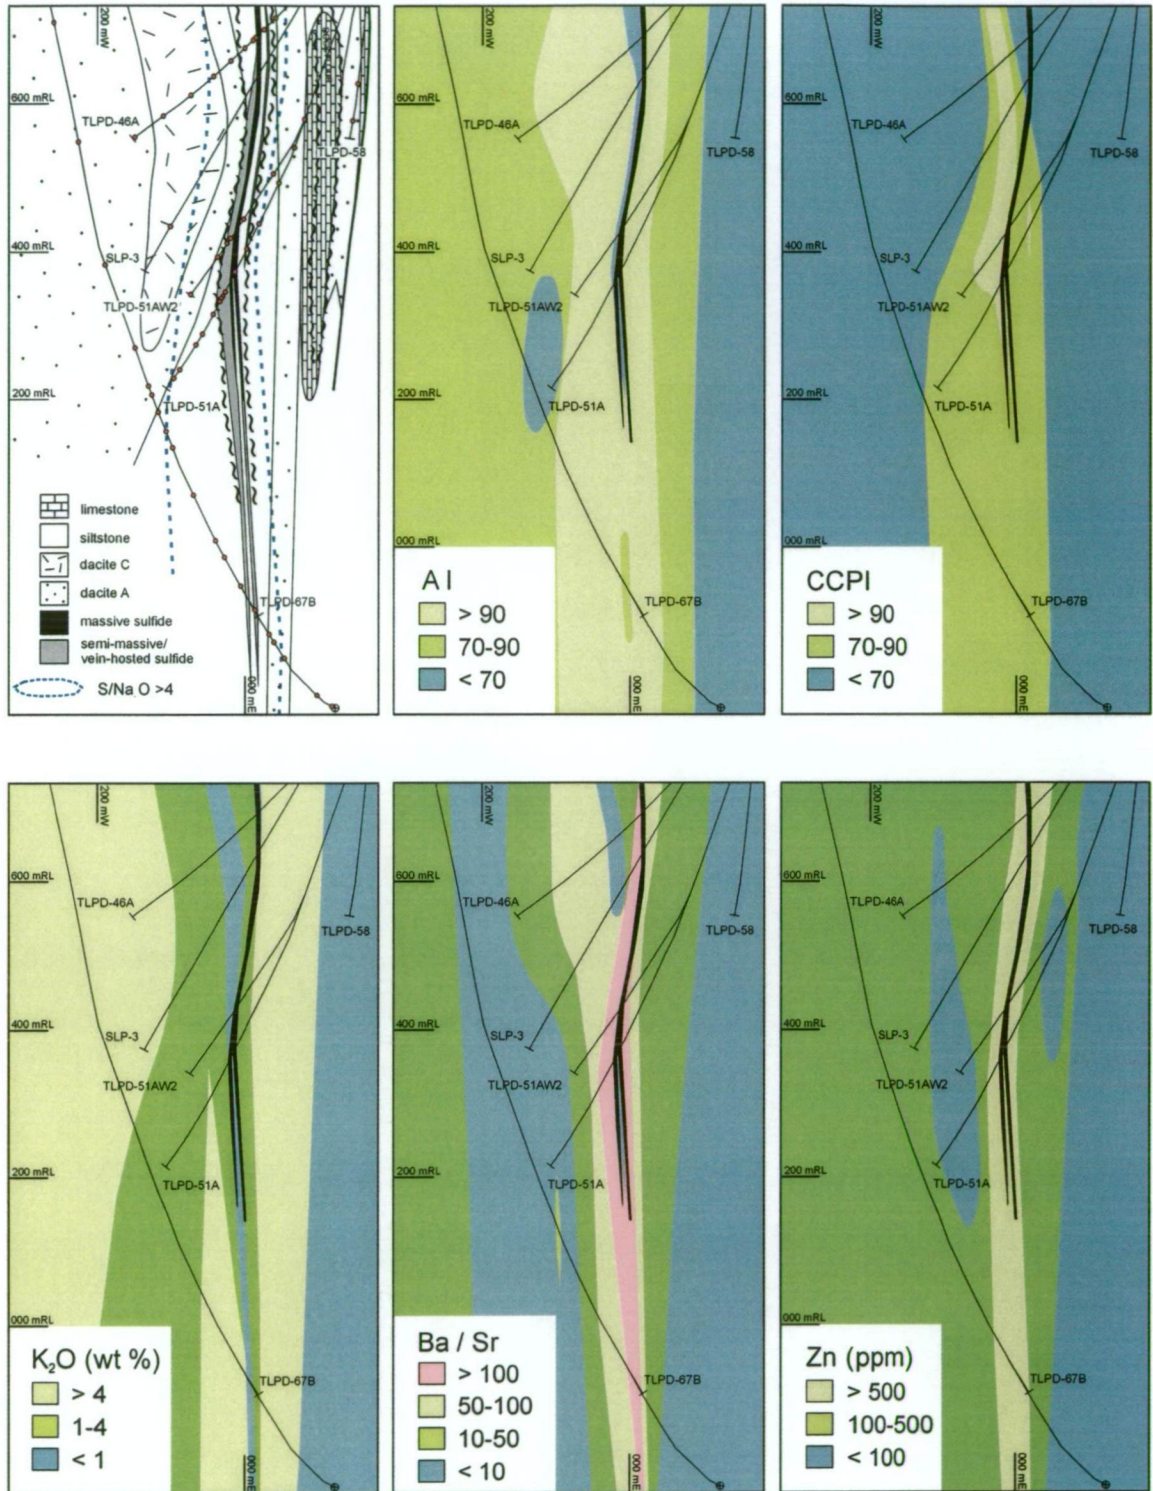 200 mW
600 mRL
TLPD-46A
TLPD-58
400 mRL
SLP-3
TLPD-51AW2
200 mRL
TLPD-51A
limestone
siltstone
dacite C
dacite A
massive sulfide
semi-massive/
vein-hosted sulfide
S/Na O >4
TLPD-67B
000 mE
200 mW
600 mRL
TLPD-46A
TLPD-58
400 mRL
SLP-3
TLPD-51AW2
200 mRL
TLPD-51A
000 mRL
A I
> 90
70-90
< 70
TLPD-67B
000 mE
200 mW
600 mRL
TLPD-46A
TLPD-58
400 mRL
SLP-3
TLPD-51AW2
200 mRL
TLPD-51A
000 mRL
CCPI
> 90
70-90
< 70
TLPD-67B
000 mE
200 mW
600 mRL
TLPD-46A
TLPD-58
400 mRL
SLP-3
TLPD-51AW2
200 mRL
TLPD-51A
000 mRL
K₂O (wt %)
> 4
1-4
< 1
TLPD-67B
000 mE
200 mW
600 mRL
TLPD-46A
TLPD-58
400 mRL
SLP-3
TLPD-51AW2
200 mRL
TLPD-51A
000 mRL
Ba / Sr
> 100
50-100
10-50
< 10
TLPD-67B
000 mE
200 mW
600 mRL
TLPD-46A
TLPD-58
400 mRL
SLP-3
TLPD-51AW2
200 mRL
TLPD-51A
000 mRL
Zn (ppm)
> 500
100-500
< 100
TLPD-67B
000 mE